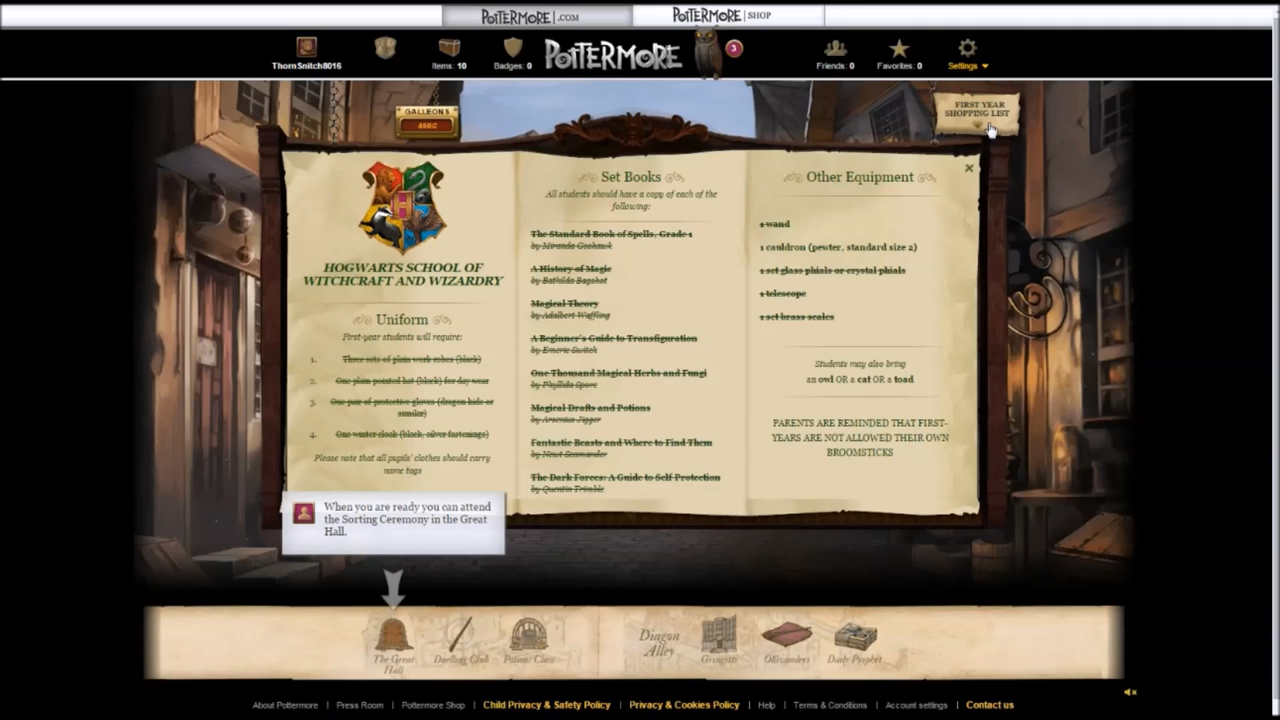 POTTERMORE .COM
POTTERMORE SHOP
ThornSnitch8016
Items: 10
Badges: 0
POTTERMORE
3
Friends: 0
Favorites: 0
Settings
GALLEONS
FIRST YEAR
SHOPPING LIST
HOGWARTS SCHOOL OF
WITCHCRAFT AND WIZARDRY
Uniform
First-year students will require:
1. Three sets of plain work robes (black)
2. One plain pointed hat (black) for day wear
3. One pair of protective gloves (dragon hide or
similar)
4. One winter cloak (black, silver fastenings)
Please note that all pupils' clothes should carry
name tags
Set Books
All students should have a copy of each of the
following:
The Standard Book of Spells, Grade 1
by Miranda Goshawk
A History of Magic
by Bathilda Bagshot
Magical Theory
by Adalbert Waffling
A Beginner's Guide to Transfiguration
by Emeric Switch
One Thousand Magical Herbs and Fungi
by Phyllida Spore
Magical Drafts and Potions
by Arsenius Jigger
Fantastic Beasts and Where to Find Them
by Newt Scamander
The Dark Forces: A Guide to Self-Protection
by Quentin Trimble
Other Equipment
1 wand
1 cauldron (pewter, standard size 2)
1 set glass phials or crystal phials
1 telescope
1 set brass scales
Students may also bring
an owl OR a cat OR a toad
PARENTS ARE REMINDED THAT FIRST-
YEARS ARE NOT ALLOWED THEIR OWN
BROOMSTICKS
When you are ready you can attend
the Sorting Ceremony in the Great
Hall.
The Great
Hall
Duelling Club
Potions Class
Diagon
Alley
Gringotts
Ollivanders
Daily Prophet
About Pottermore | Press Room | Pottermore Shop | Child Privacy & Safety Policy | Privacy & Cookies Policy | Help | Terms & Conditions | Account settings | Contact us